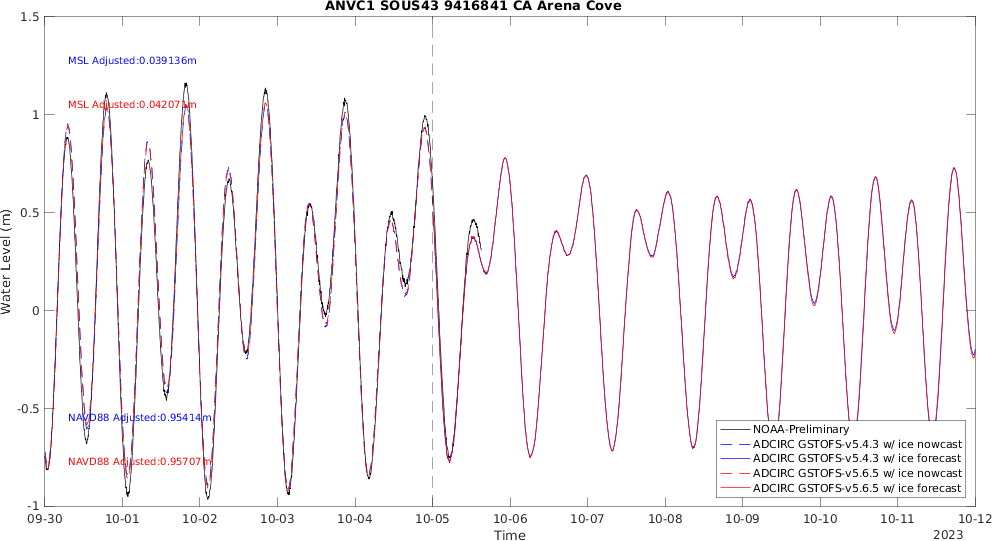 ANVC1 SOUS43 9416841 CA Arena Cove
Water Level (m)
1.5
1
0.5
0
-0.5
-1
MSL Adjusted:0.039136m
MSL Adjusted:0.042071m
NAVD88 Adjusted:0.95414m
NAVD88 Adjusted:0.95707m
NOAA-Preliminary
ADCIRC GSTOFS-v5.4.3 w/ ice nowcast
ADCIRC GSTOFS-v5.4.3 w/ ice forecast
ADCIRC GSTOFS-v5.6.5 w/ ice nowcast
ADCIRC GSTOFS-v5.6.5 w/ ice forecast
09-30 10-01 10-02 10-03 10-04 10-05 10-06 10-07 10-08 10-09 10-10 10-11 10-12
Time
2023